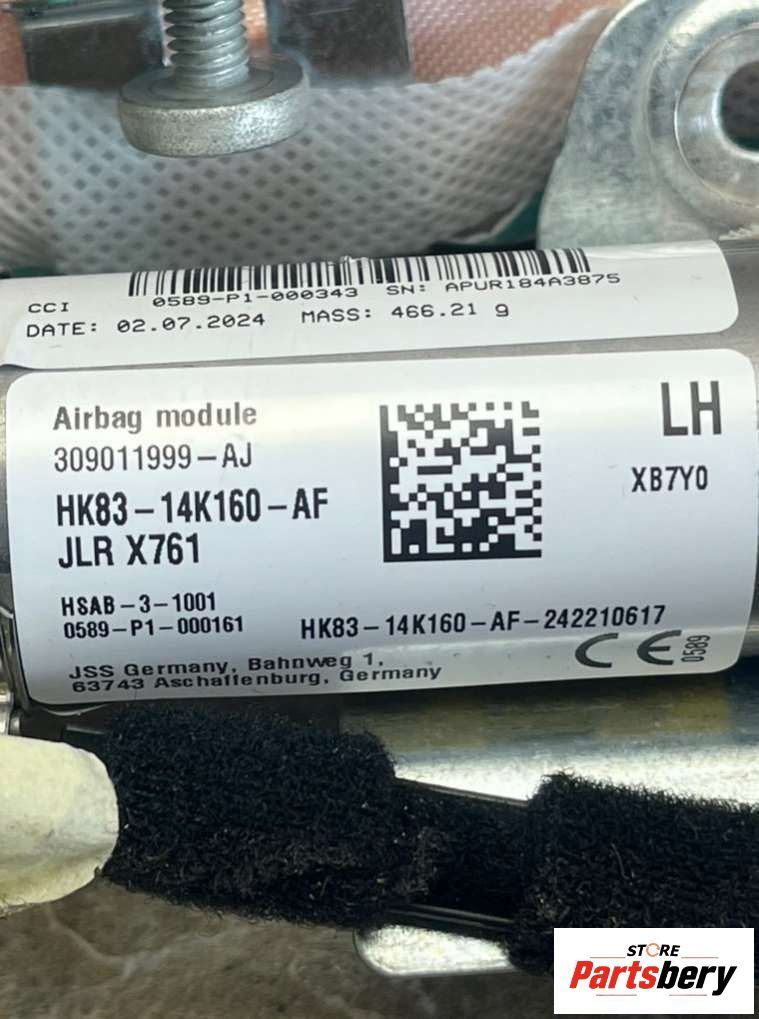 CCI
0589-P1-000343 SN: APUR184A3875
DATE: 02.07.2024 MASS: 466.21 g
Airbag module
309011999-AJ
HK83-14K160-AF
JLR X761
LH
XB7Y0
HSAB-3-1001
0589-P1-000161
HK83-14K160-AF-242210617
CE 0589
JSS Germany, Bahnweg 1,
63743 Aschaffenburg, Germany
STORE
Partsbery